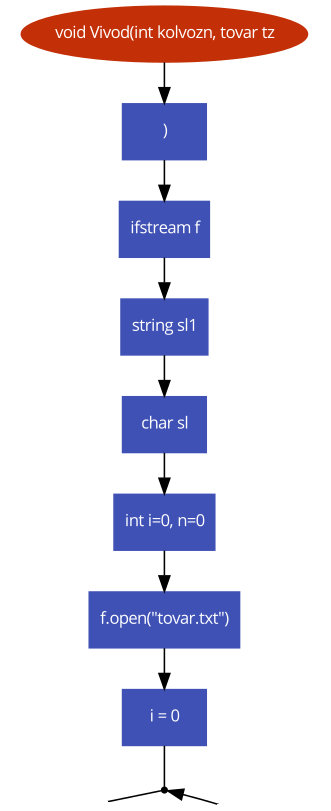 void Vivod(int kolvozn, tovar tz
)
ifstream f
string sl1
char sl
int i=0, n=0
f.open("tovar.txt")
i = 0